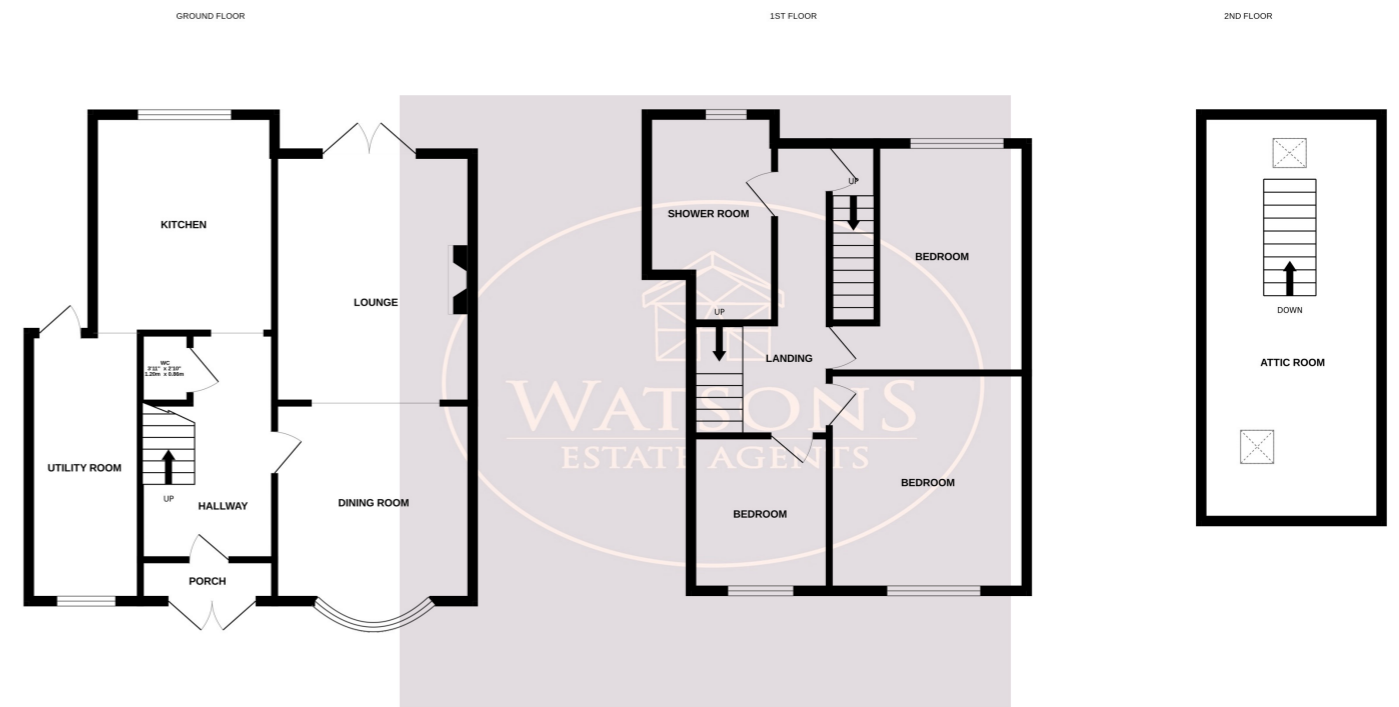 GROUND FLOOR
1ST FLOOR
2ND FLOOR
KITCHEN
LOUNGE
WC
3'11" x 2'10"
1.20m x 0.86m
UTILITY ROOM
UP
HALLWAY
DINING ROOM
PORCH
SHOWER ROOM
UP
BEDROOM
UP
LANDING
BEDROOM
BEDROOM
WATSONS
ESTATE AGENTS
DOWN
ATTIC ROOM